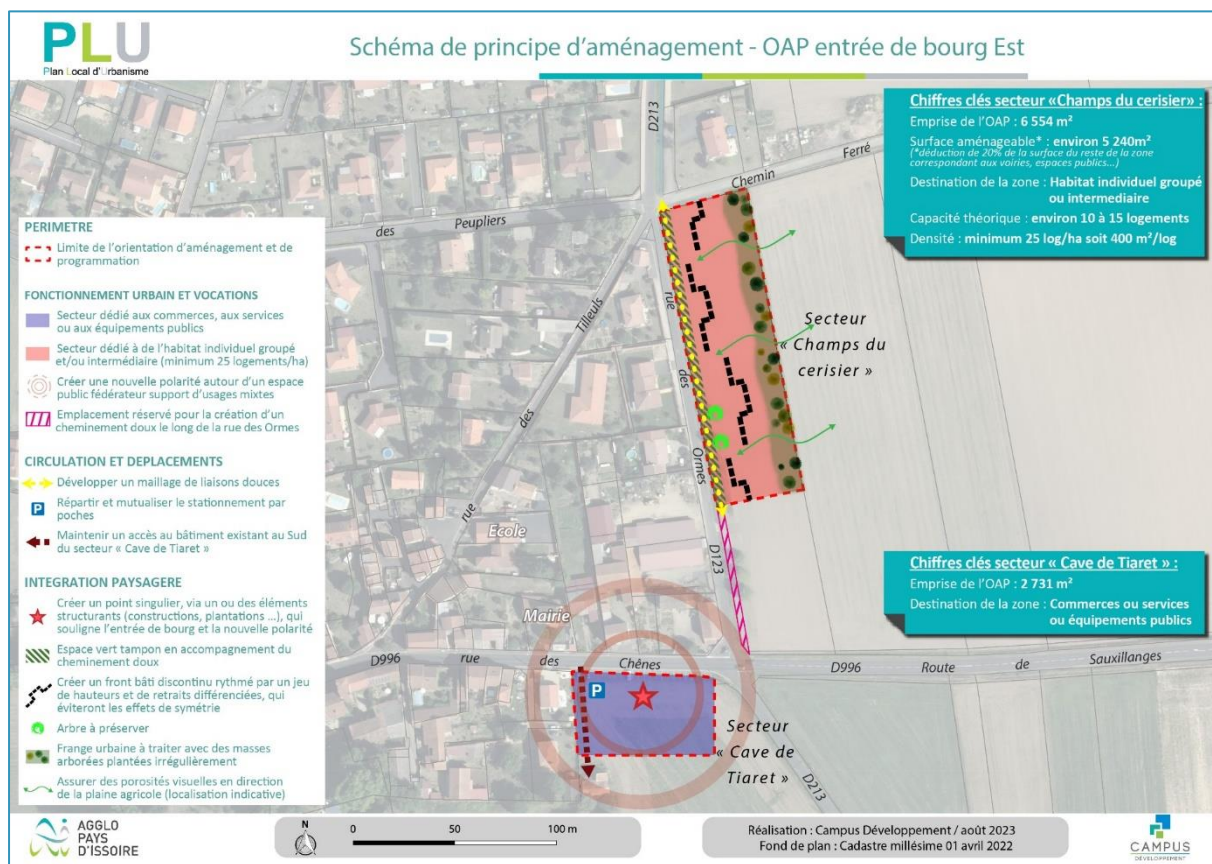 PLU
Plan Local d'Urbanisme
Schéma de principe d'aménagement - OAP entrée de bourg Est
PERIMETRE
Limite de l'orientation d'aménagement et de
programmation
FONCTIONNEMENT URBAIN ET VOCATIONS
Secteur dédié aux commerces, aux services
ou aux équipements publics
Secteur dédié à de l'habitat individuel groupé
et/ou intermédiaire (minimum 25 logements/ha)
Créer une nouvelle polarité autour d'un espace
public fédérateur support d'usages mixtes
Emplacement réservé pour la création d'un
cheminement doux le long de la rue des Ormes
CIRCULATION ET DEPLACEMENTS
Développer un maillage de liaisons douces
P
Répartir et mutualiser le stationnement par
poches
Maintenir un accès au bâtiment existant au Sud
du secteur « Cave de Tiaret »
INTEGRATION PAYSAGERE
Créer un point singulier, via un ou des éléments
structurants (constructions, plantations ...), qui
souligne l'entrée de bourg et la nouvelle polarité
Espace vert tampon en accompagnement du
cheminement doux
Créer un front bâti discontinu rythmé par un jeu
de hauteurs et de retraits différenciées, qui
éviteront les effets de symétrie
Arbre à préserver
Frange urbaine à traiter avec des masses
arborées plantées irrégulièrement
Assurer des porosités visuelles en direction
de la plaine agricole (localisation indicative)
D213
Chemin Ferré
des Peupliers
rue des Tilleuls
rue des Ormes
D123
Ecole
Mairie
Secteur
« Champs du
cerisier »
D996 rue des Chênes
D996 Route de Sauxillanges
P
Secteur
« Cave de
Tiaret »
D213
Chiffres clés secteur «Champs du cerisier» :
Emprise de l'OAP : 6 554 m²
Surface aménageable* : environ 5 240m²
(*déduction de 20% de la surface du reste de la zone
correspondant aux voiries, espaces publics...)
Destination de la zone : Habitat individuel groupé
ou intermediaire
Capacité théorique : environ 10 à 15 logements
Densité : minimum 25 log/ha soit 400 m²/log
Chiffres clés secteur « Cave de Tiaret » :
Emprise de l'OAP : 2 731 m²
Destination de la zone : Commerces ou services
ou équipements publics
AGGLO
PAYS
D'ISSOIRE
N
0 50 100 m
Réalisation : Campus Développement / août 2023
Fond de plan : Cadastre millésime 01 avril 2022
CAMPUS
DÉVELOPPEMENT